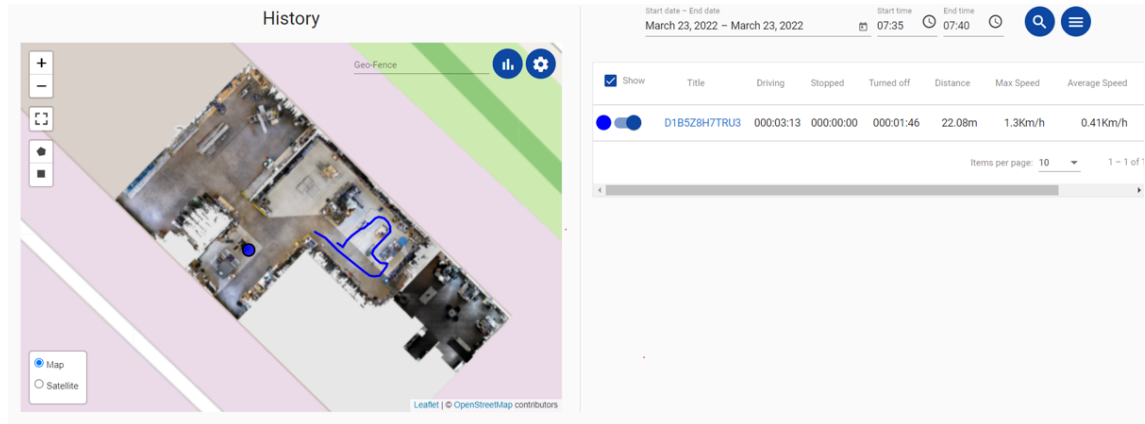 History
Start date – End date
March 23, 2022 – March 23, 2022
Start time
07:35
End time
07:40
+
−
Geo-Fence
Map
Satellite
Leaflet | © OpenStreetMap contributors
Show Title Driving Stopped Turned off Distance Max Speed Average Speed
D1B5Z8H7TRU3 000:03:13 000:00:00 000:01:46 22.08m 1.3Km/h 0.41Km/h
Items per page: 10 1 – 1 of 1